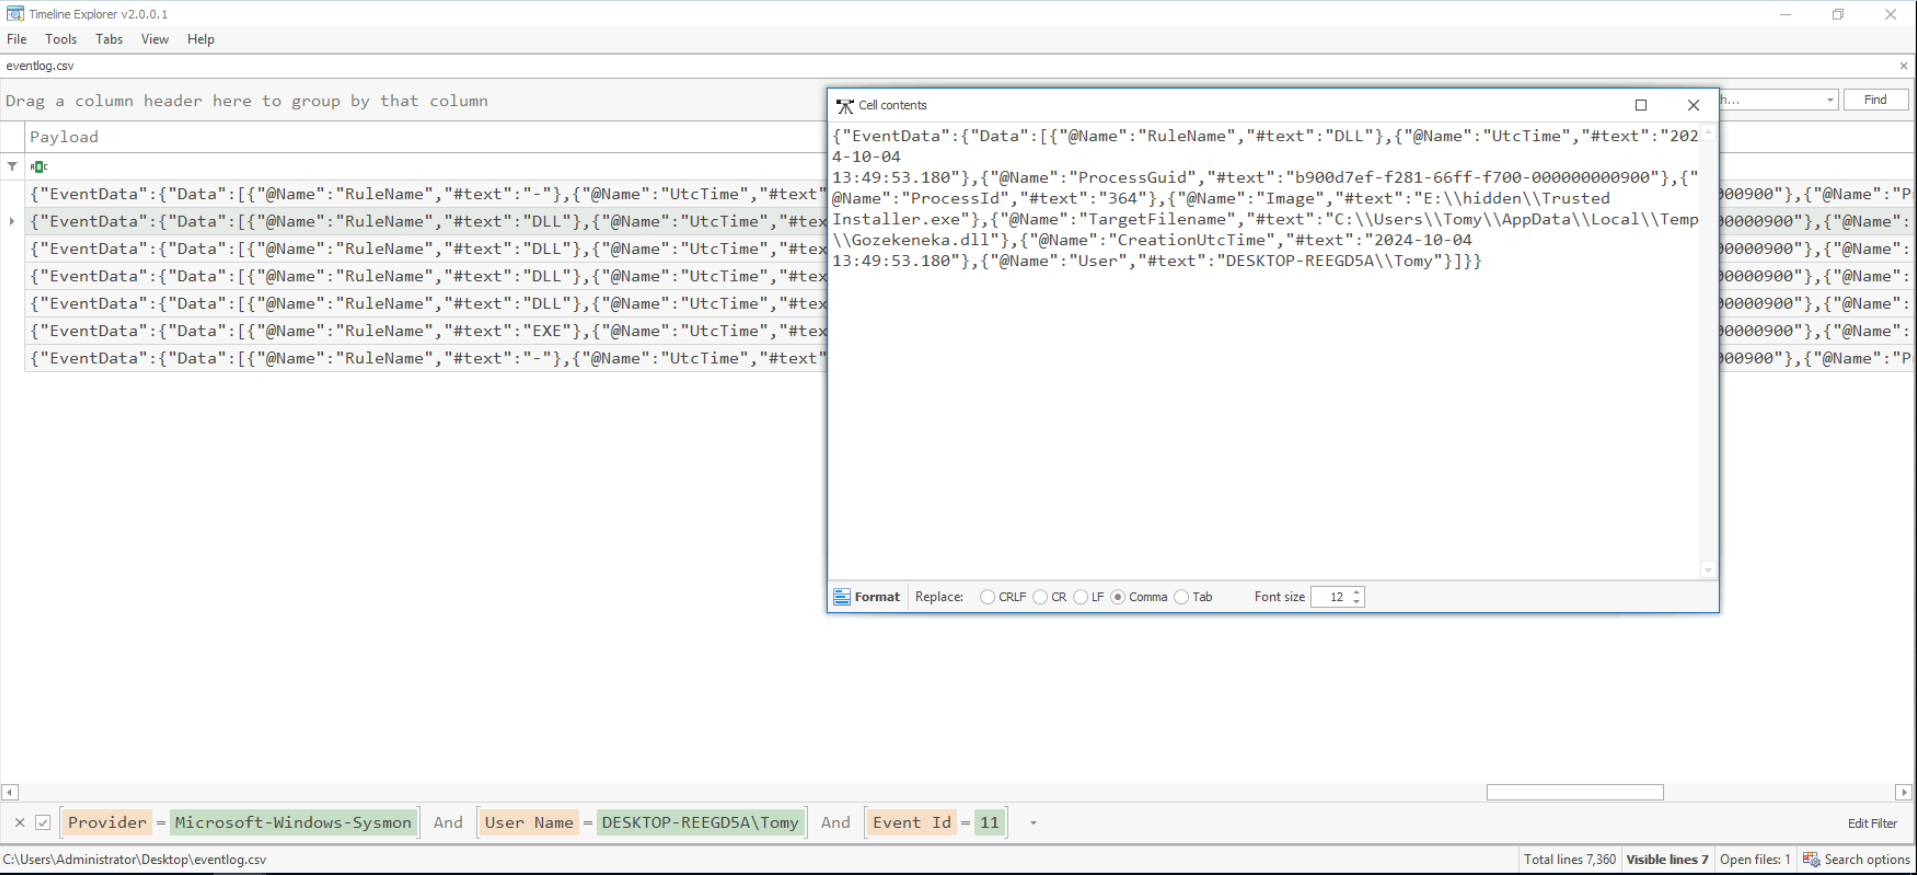 Timeline Explorer v2.0.0.1
File Tools Tabs View Help
eventlog.csv
Drag a column header here to group by that column
h... Find
Payload
{"EventData":{"Data":[{"@Name":"RuleName","#text":"-"},{"@Name":"UtcTime","#text"
{"EventData":{"Data":[{"@Name":"RuleName","#text":"DLL"},{"@Name":"UtcTime","#tex
{"EventData":{"Data":[{"@Name":"RuleName","#text":"DLL"},{"@Name":"UtcTime","#tex
{"EventData":{"Data":[{"@Name":"RuleName","#text":"DLL"},{"@Name":"UtcTime","#tex
{"EventData":{"Data":[{"@Name":"RuleName","#text":"DLL"},{"@Name":"UtcTime","#tex
{"EventData":{"Data":[{"@Name":"RuleName","#text":"EXE"},{"@Name":"UtcTime","#tex
{"EventData":{"Data":[{"@Name":"RuleName","#text":"-"},{"@Name":"UtcTime","#text"
Cell contents
{"EventData":{"Data":[{"@Name":"RuleName","#text":"DLL"},{"@Name":"UtcTime","#text":"202
4-10-04
13:49:53.180"},{"@Name":"ProcessGuid","#text":"b900d7ef-f281-66ff-f700-000000000900"},{"
@Name":"ProcessId","#text":"364"},{"@Name":"Image","#text":"E:\\hidden\\Trusted
Installer.exe"},{"@Name":"TargetFilename","#text":"C:\\Users\\Tomy\\AppData\\Local\\Temp
\\Gozekeneka.dll"},{"@Name":"CreationUtcTime","#text":"2024-10-04
13:49:53.180"},{"@Name":"User","#text":"DESKTOP-REEGD5A\\Tomy"}]}}
Format Replace: CRLF CR LF Comma Tab Font size 12
000900"},{"@Name":"P
00000900"},{"@Name":
00000900"},{"@Name":
00000900"},{"@Name":
00000900"},{"@Name":
00000900"},{"@Name":
000900"},{"@Name":"P
Provider = Microsoft-Windows-Sysmon And User Name = DESKTOP-REEGD5A\Tomy And Event Id = 11 Edit Filter
C:\Users\Administrator\Desktop\eventlog.csv Total lines 7,360 Visible lines 7 Open files: 1 Search options